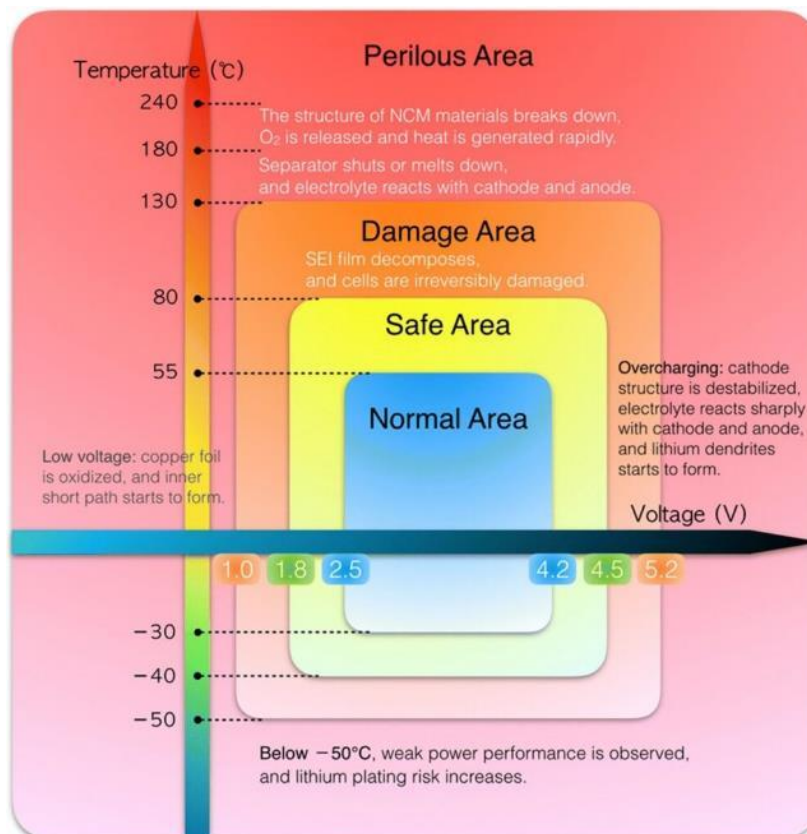 Perilous Area
Temperature (℃)
240
The structure of NCM materials breaks down,
O₂ is released and heat is generated rapidly.
180
Separator shuts or melts down,
and electrolyte reacts with cathode and anode.
130
Damage Area
SEI film decomposes,
and cells are irreversibly damaged.
80
Safe Area
55
Normal Area
Overcharging: cathode
structure is destabilized,
electrolyte reacts sharply
with cathode and anode,
and lithium dendrites
starts to form.
Low voltage: copper foil
is oxidized, and inner
short path starts to form.
Voltage (V)
1.0 1.8 2.5 4.2 4.5 5.2
−30
−40
−50
Below −50°C, weak power performance is observed,
and lithium plating risk increases.